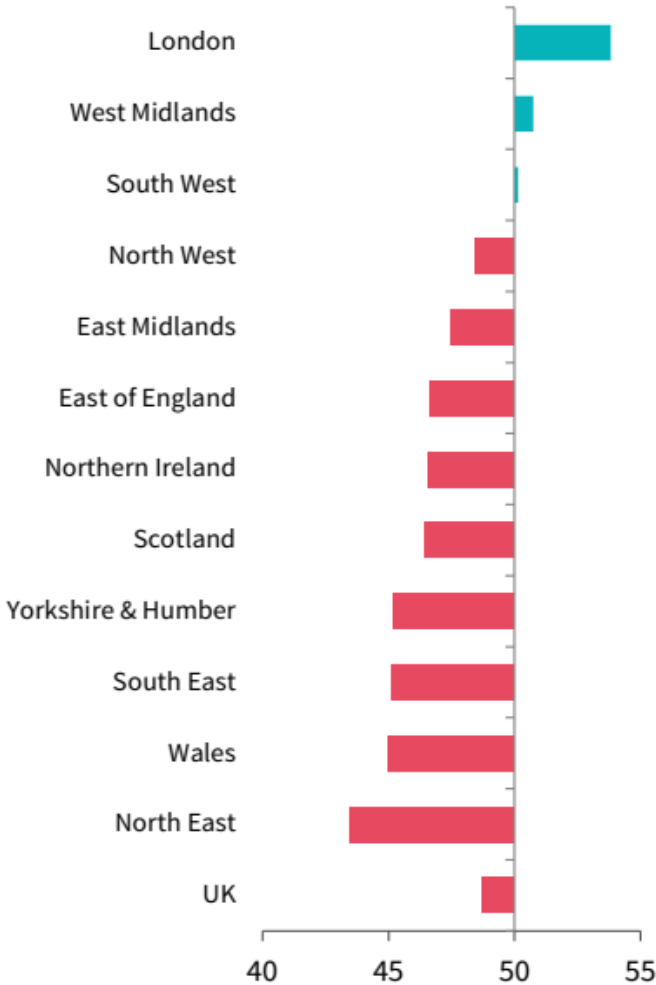 London
West Midlands
South West
North West
East Midlands
East of England
Northern Ireland
Scotland
Yorkshire & Humber
South East
Wales
North East
UK
40 45 50 55